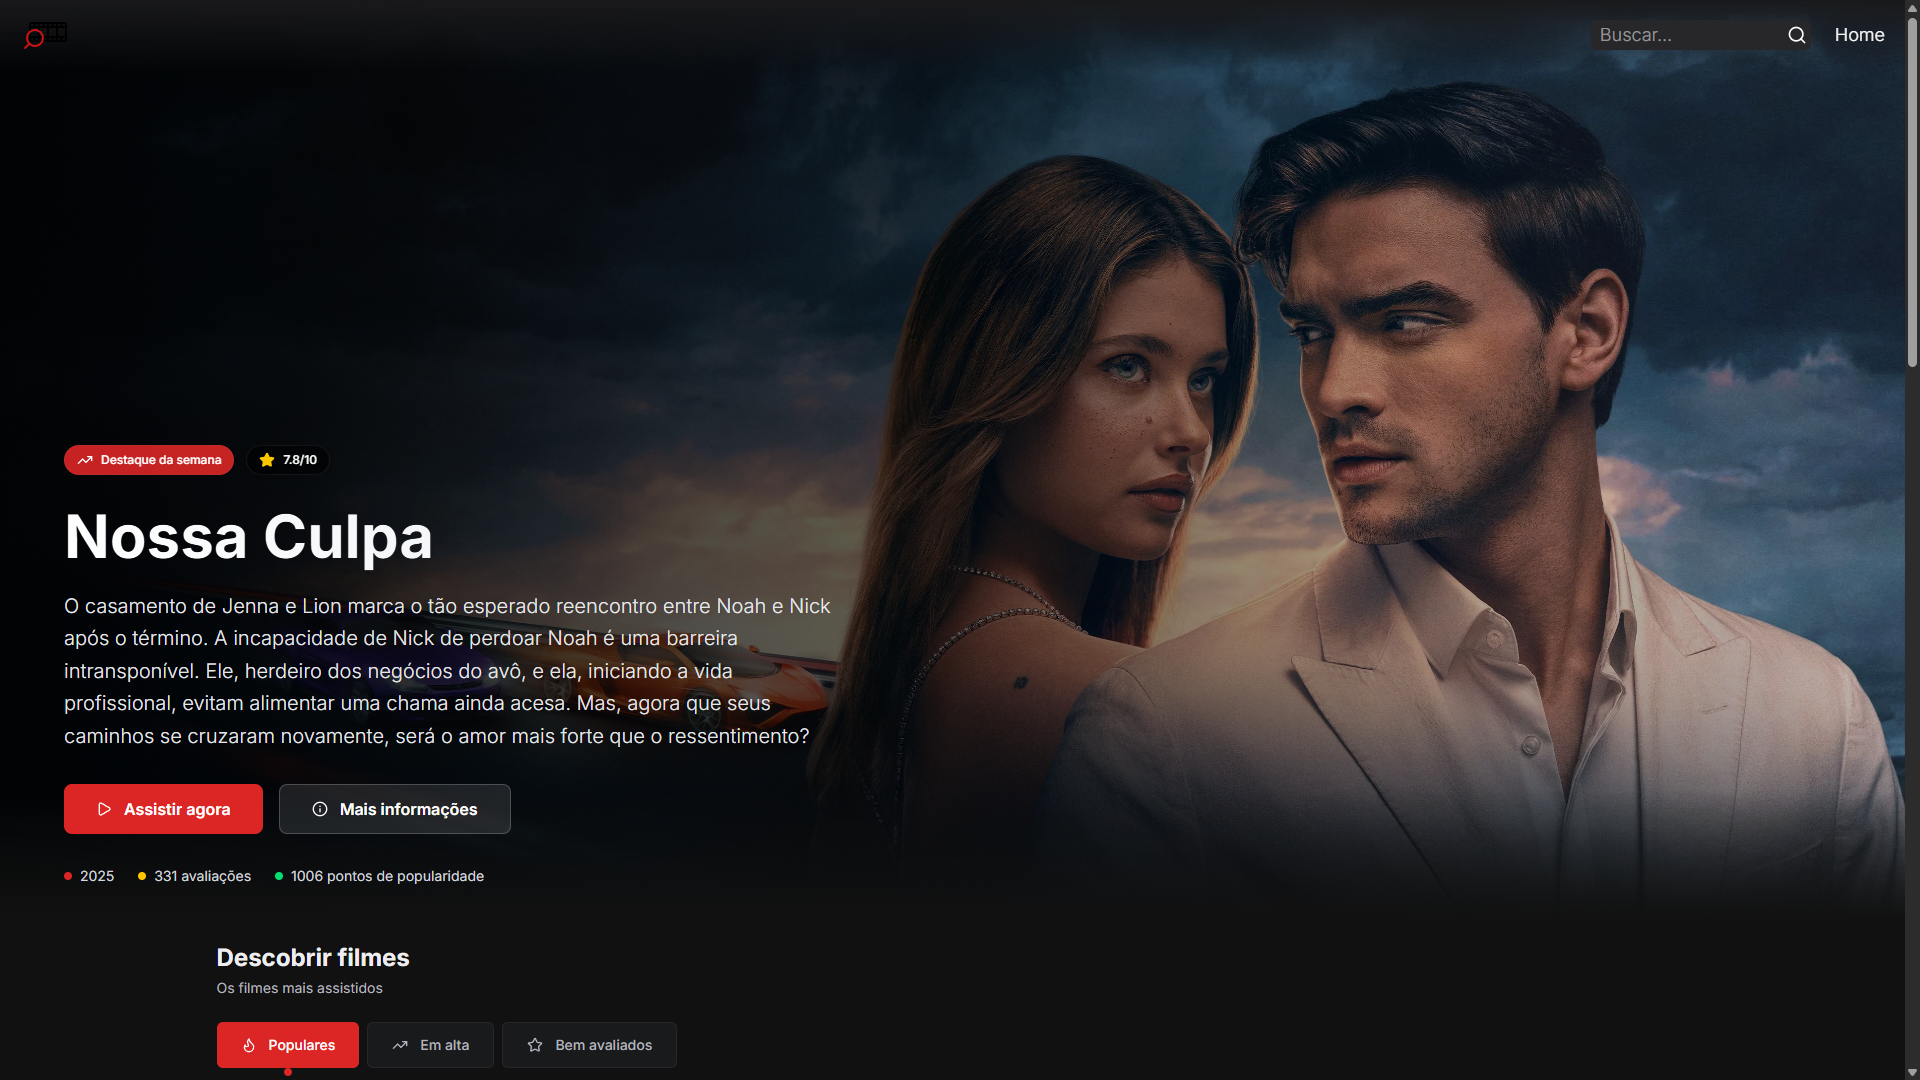 Buscar...
Home
Destaque da semana
7.8/10
Nossa Culpa
O casamento de Jenna e Lion marca o tão esperado reencontro entre Noah e Nick
após o término. A incapacidade de Nick de perdoar Noah é uma barreira
intransponível. Ele, herdeiro dos negócios do avô, e ela, iniciando a vida
profissional, evitam alimentar uma chama ainda acesa. Mas, agora que seus
caminhos se cruzaram novamente, será o amor mais forte que o ressentimento?
Assistir agora
Mais informações
2025
331 avaliações
1006 pontos de popularidade
Descobrir filmes
Os filmes mais assistidos
Populares
Em alta
Bem avaliados